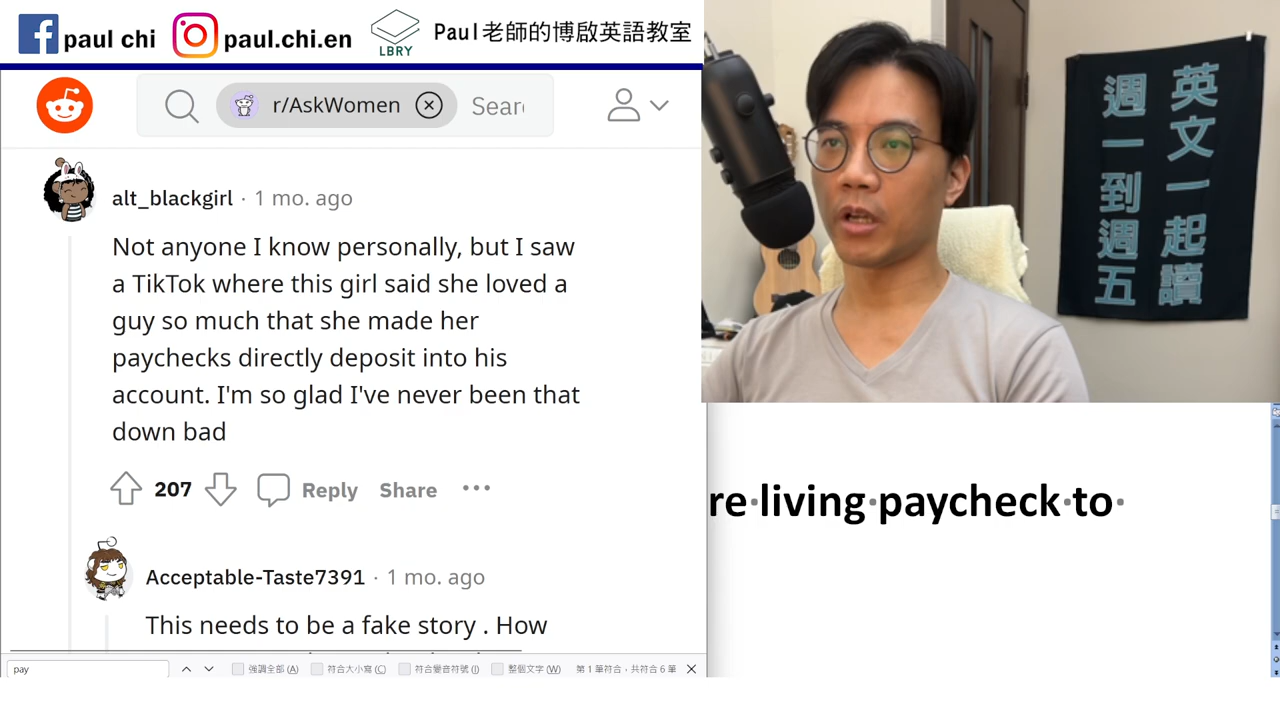 paul chi
paul.chi.en
LBRY
Paul老師的博啟英語教室
r/AskWomen
Sear
alt_blackgirl · 1 mo. ago
Not anyone I know personally, but I saw
a TikTok where this girl said she loved a
guy so much that she made her
paychecks directly deposit into his
account. I'm so glad I've never been that
down bad
207
Reply
Share
Acceptable-Taste7391 · 1 mo. ago
This needs to be a fake story . How
pay
強調全部 (A)
符合大小寫 (C)
符合變音符號 (I)
整個文字 (W)
第 1 筆符合，共符合 6 筆
英文一起讀
週一到週五
re·living·paycheck·to·